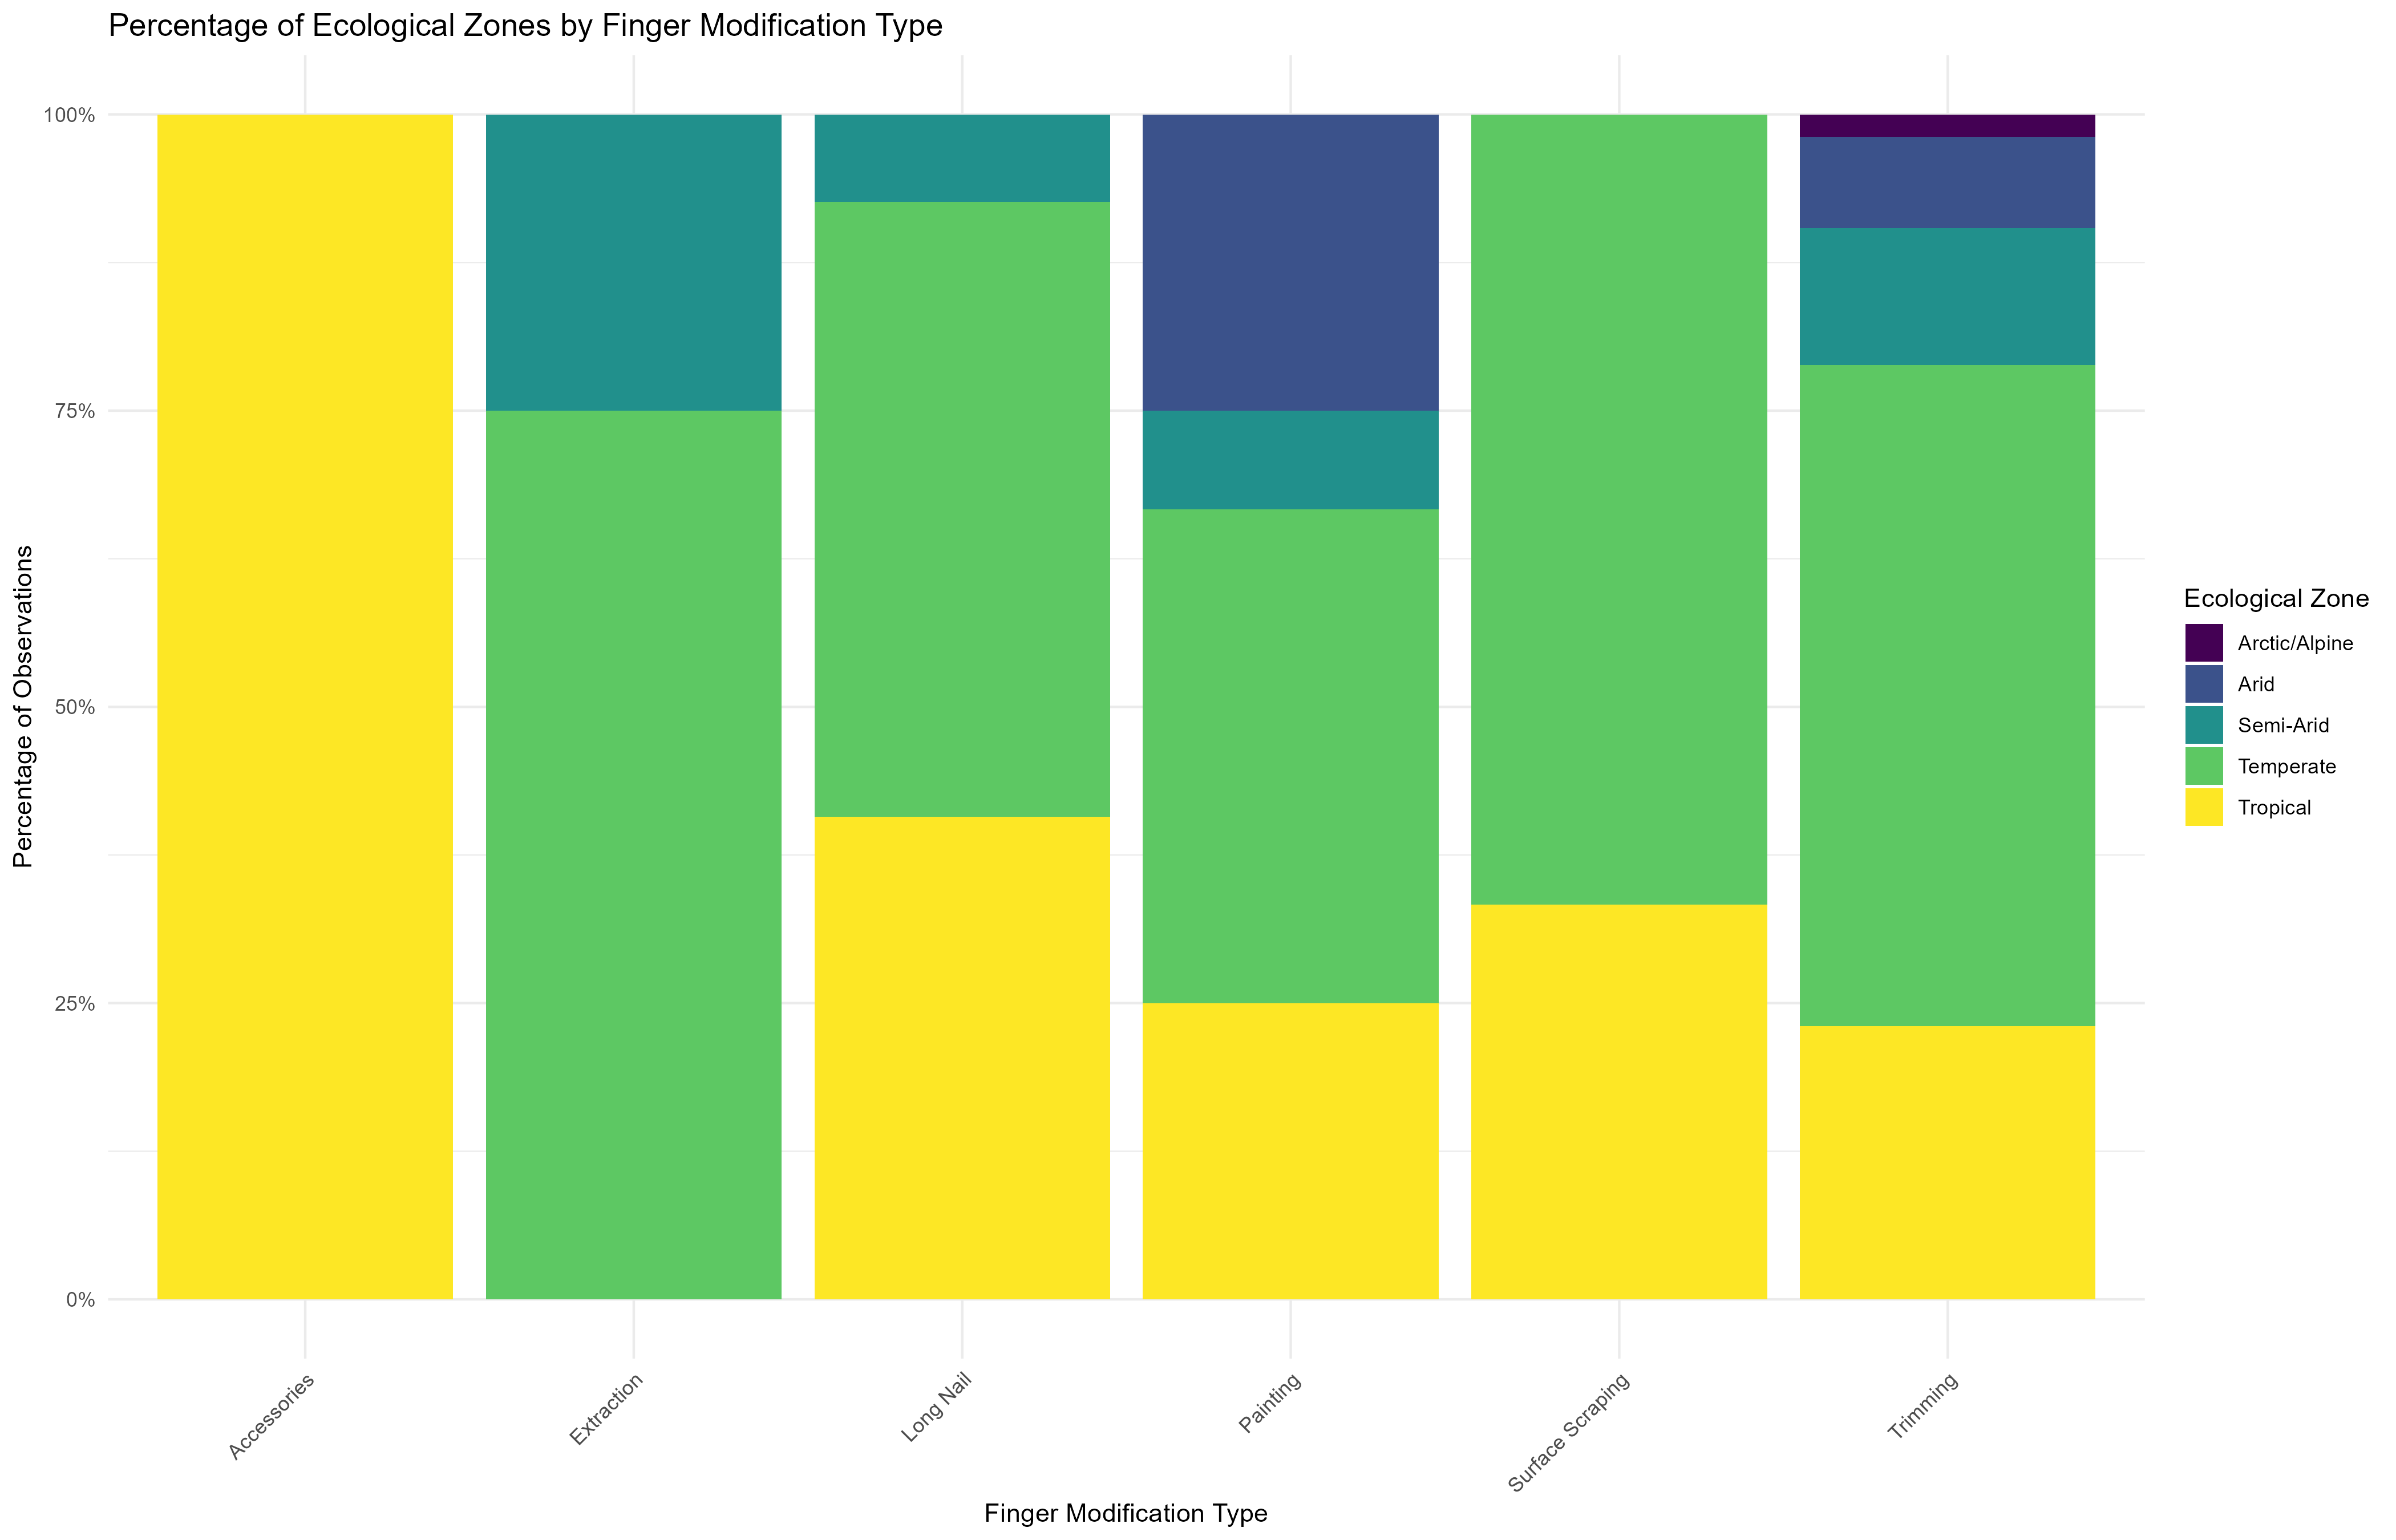 Percentage of Ecological Zones by Finger Modification Type
Percentage of Observations
100%
75%
50%
25%
0%
Accessories
Extraction
Long Nail
Painting
Surface Scraping
Trimming
Finger Modification Type
Ecological Zone
Arctic/Alpine
Arid
Semi-Arid
Temperate
Tropical